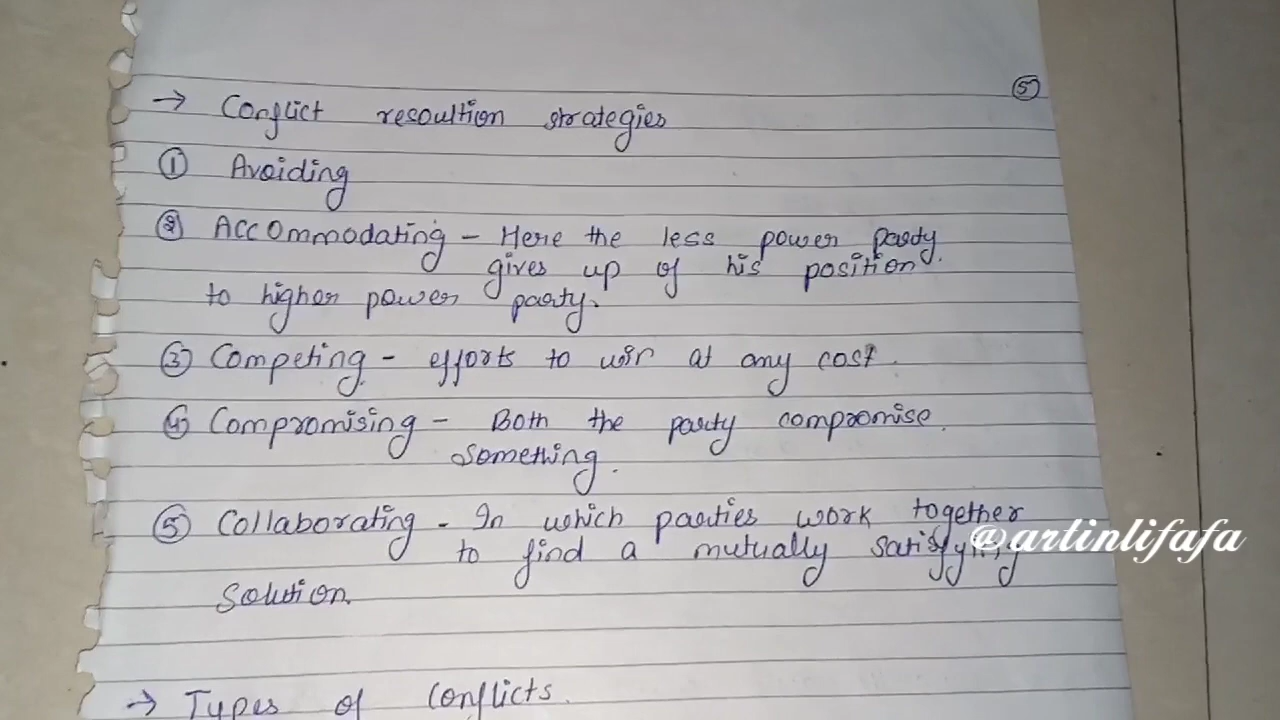 ⑤
→ Conflict resoultion strategies
① Avoiding
② Accommodating - Here the less power party
gives up of his position.
to higher power party.
③ Competing - efforts to win at any cost.
④ Compromising - Both the party compromise.
something.
⑤ Collaborating - In which parties work together
to find a mutually satisfying
@artinlifafa
solution.
→ Types of conflicts.